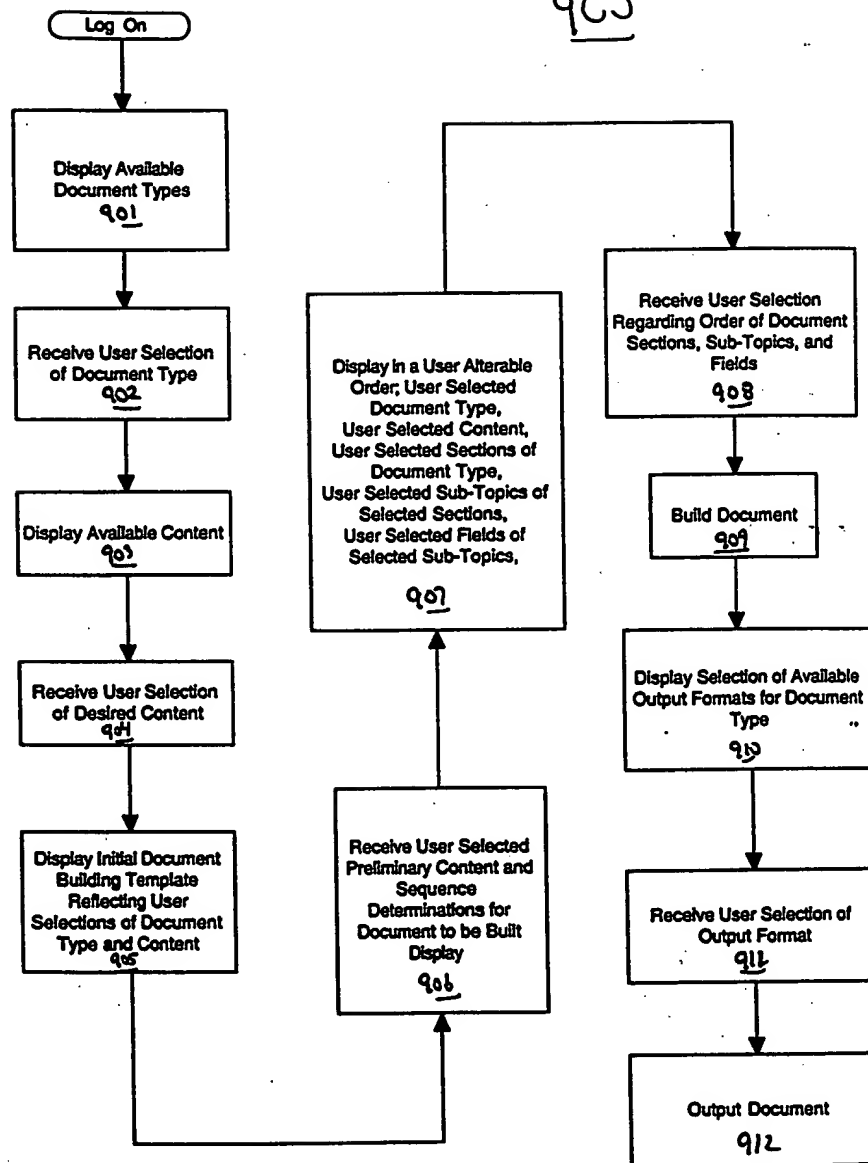 900
Log On
Display Available
Document Types
901
Receive User Selection
of Document Type
902
Display Available Content
903
Receive User Selection
of Desired Content
904
Display Initial Document
Building Template
Reflecting User
Selections of Document
Type and Content
905
Receive User Selected
Preliminary Content and
Sequence
Determinations for
Document to be Built
Display
906
Display in a User Alterable
Order; User Selected
Document Type,
User Selected Content,
User Selected Sections of
Document Type,
User Selected Sub-Topics of
Selected Sections,
User Selected Fields of
Selected Sub-Topics,
907
Receive User Selection
Regarding Order of Document
Sections, Sub-Topics, and
Fields
908
Build Document
909
Display Selection of Available
Output Formats for Document
Type
910
Receive User Selection of
Output Format
911
Output Document
912